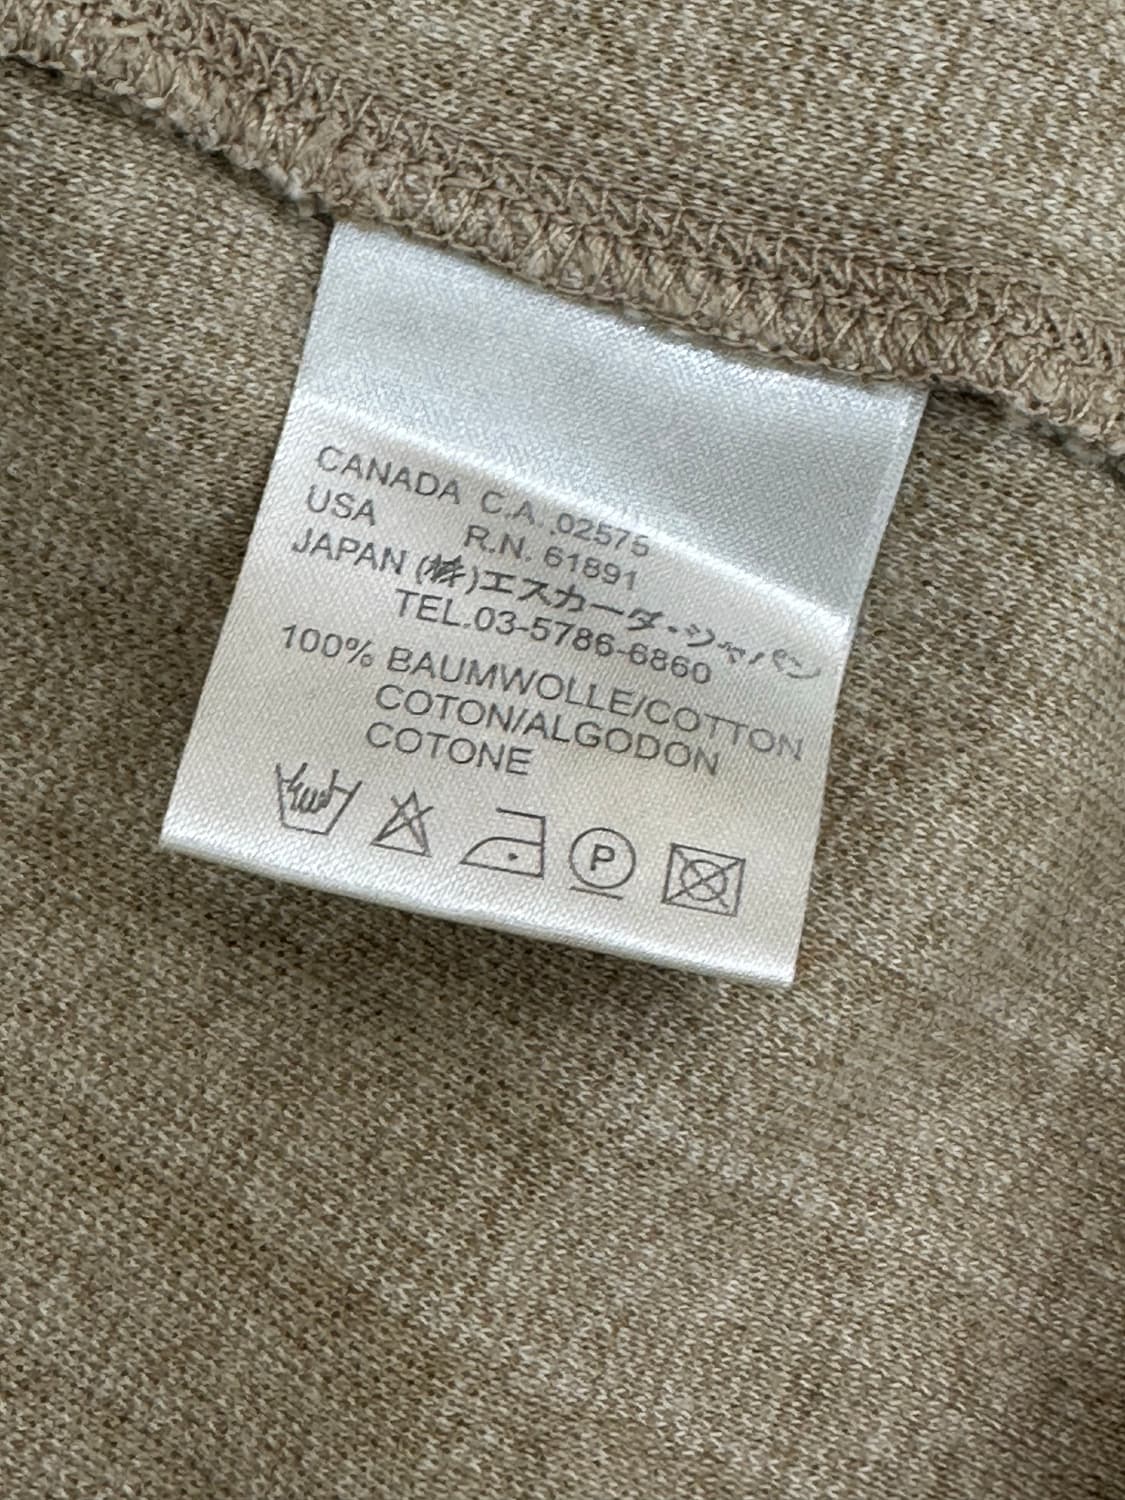 CANADA C.A. 02575
USA R.N. 61891
JAPAN (株)エスカーダ・ジャパン
TEL.03-5786-6860
100% BAUMWOLLE/COTTON
COTON/ALGODON
COTONE
P